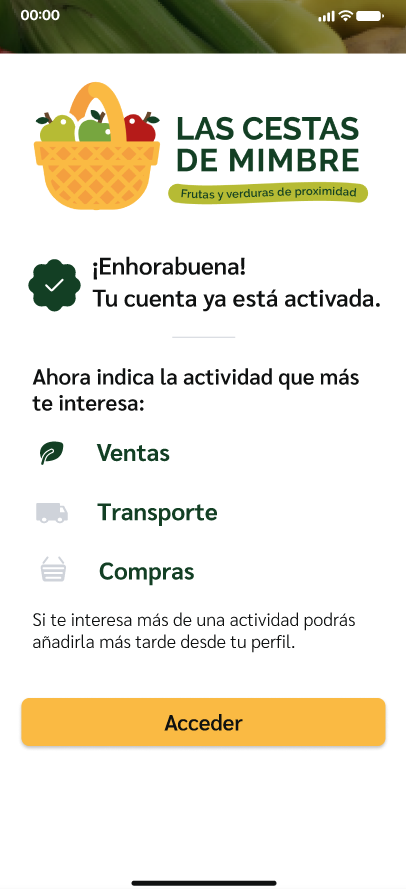 00:00
LAS CESTAS
DE MIMBRE
Frutas y verduras de proximidad
¡Enhorabuena!
Tu cuenta ya está activada.
Ahora indica la actividad que más
te interesa:
Ventas
Transporte
Compras
Si te interesa más de una actividad podrás
añadirla más tarde desde tu perfil.
Acceder